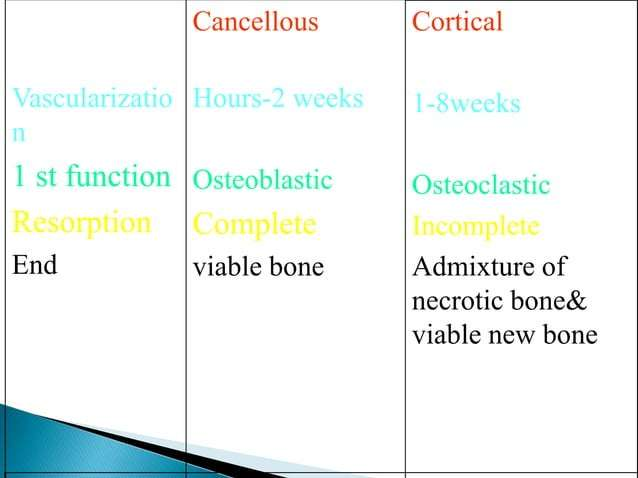 Cancellous
Cortical
Vascularizatio
n
Hours-2 weeks
1-8weeks
1 st function
Osteoblastic
Osteoclastic
Resorption
Complete
Incomplete
End
viable bone
Admixture of
necrotic bone&
viable new bone